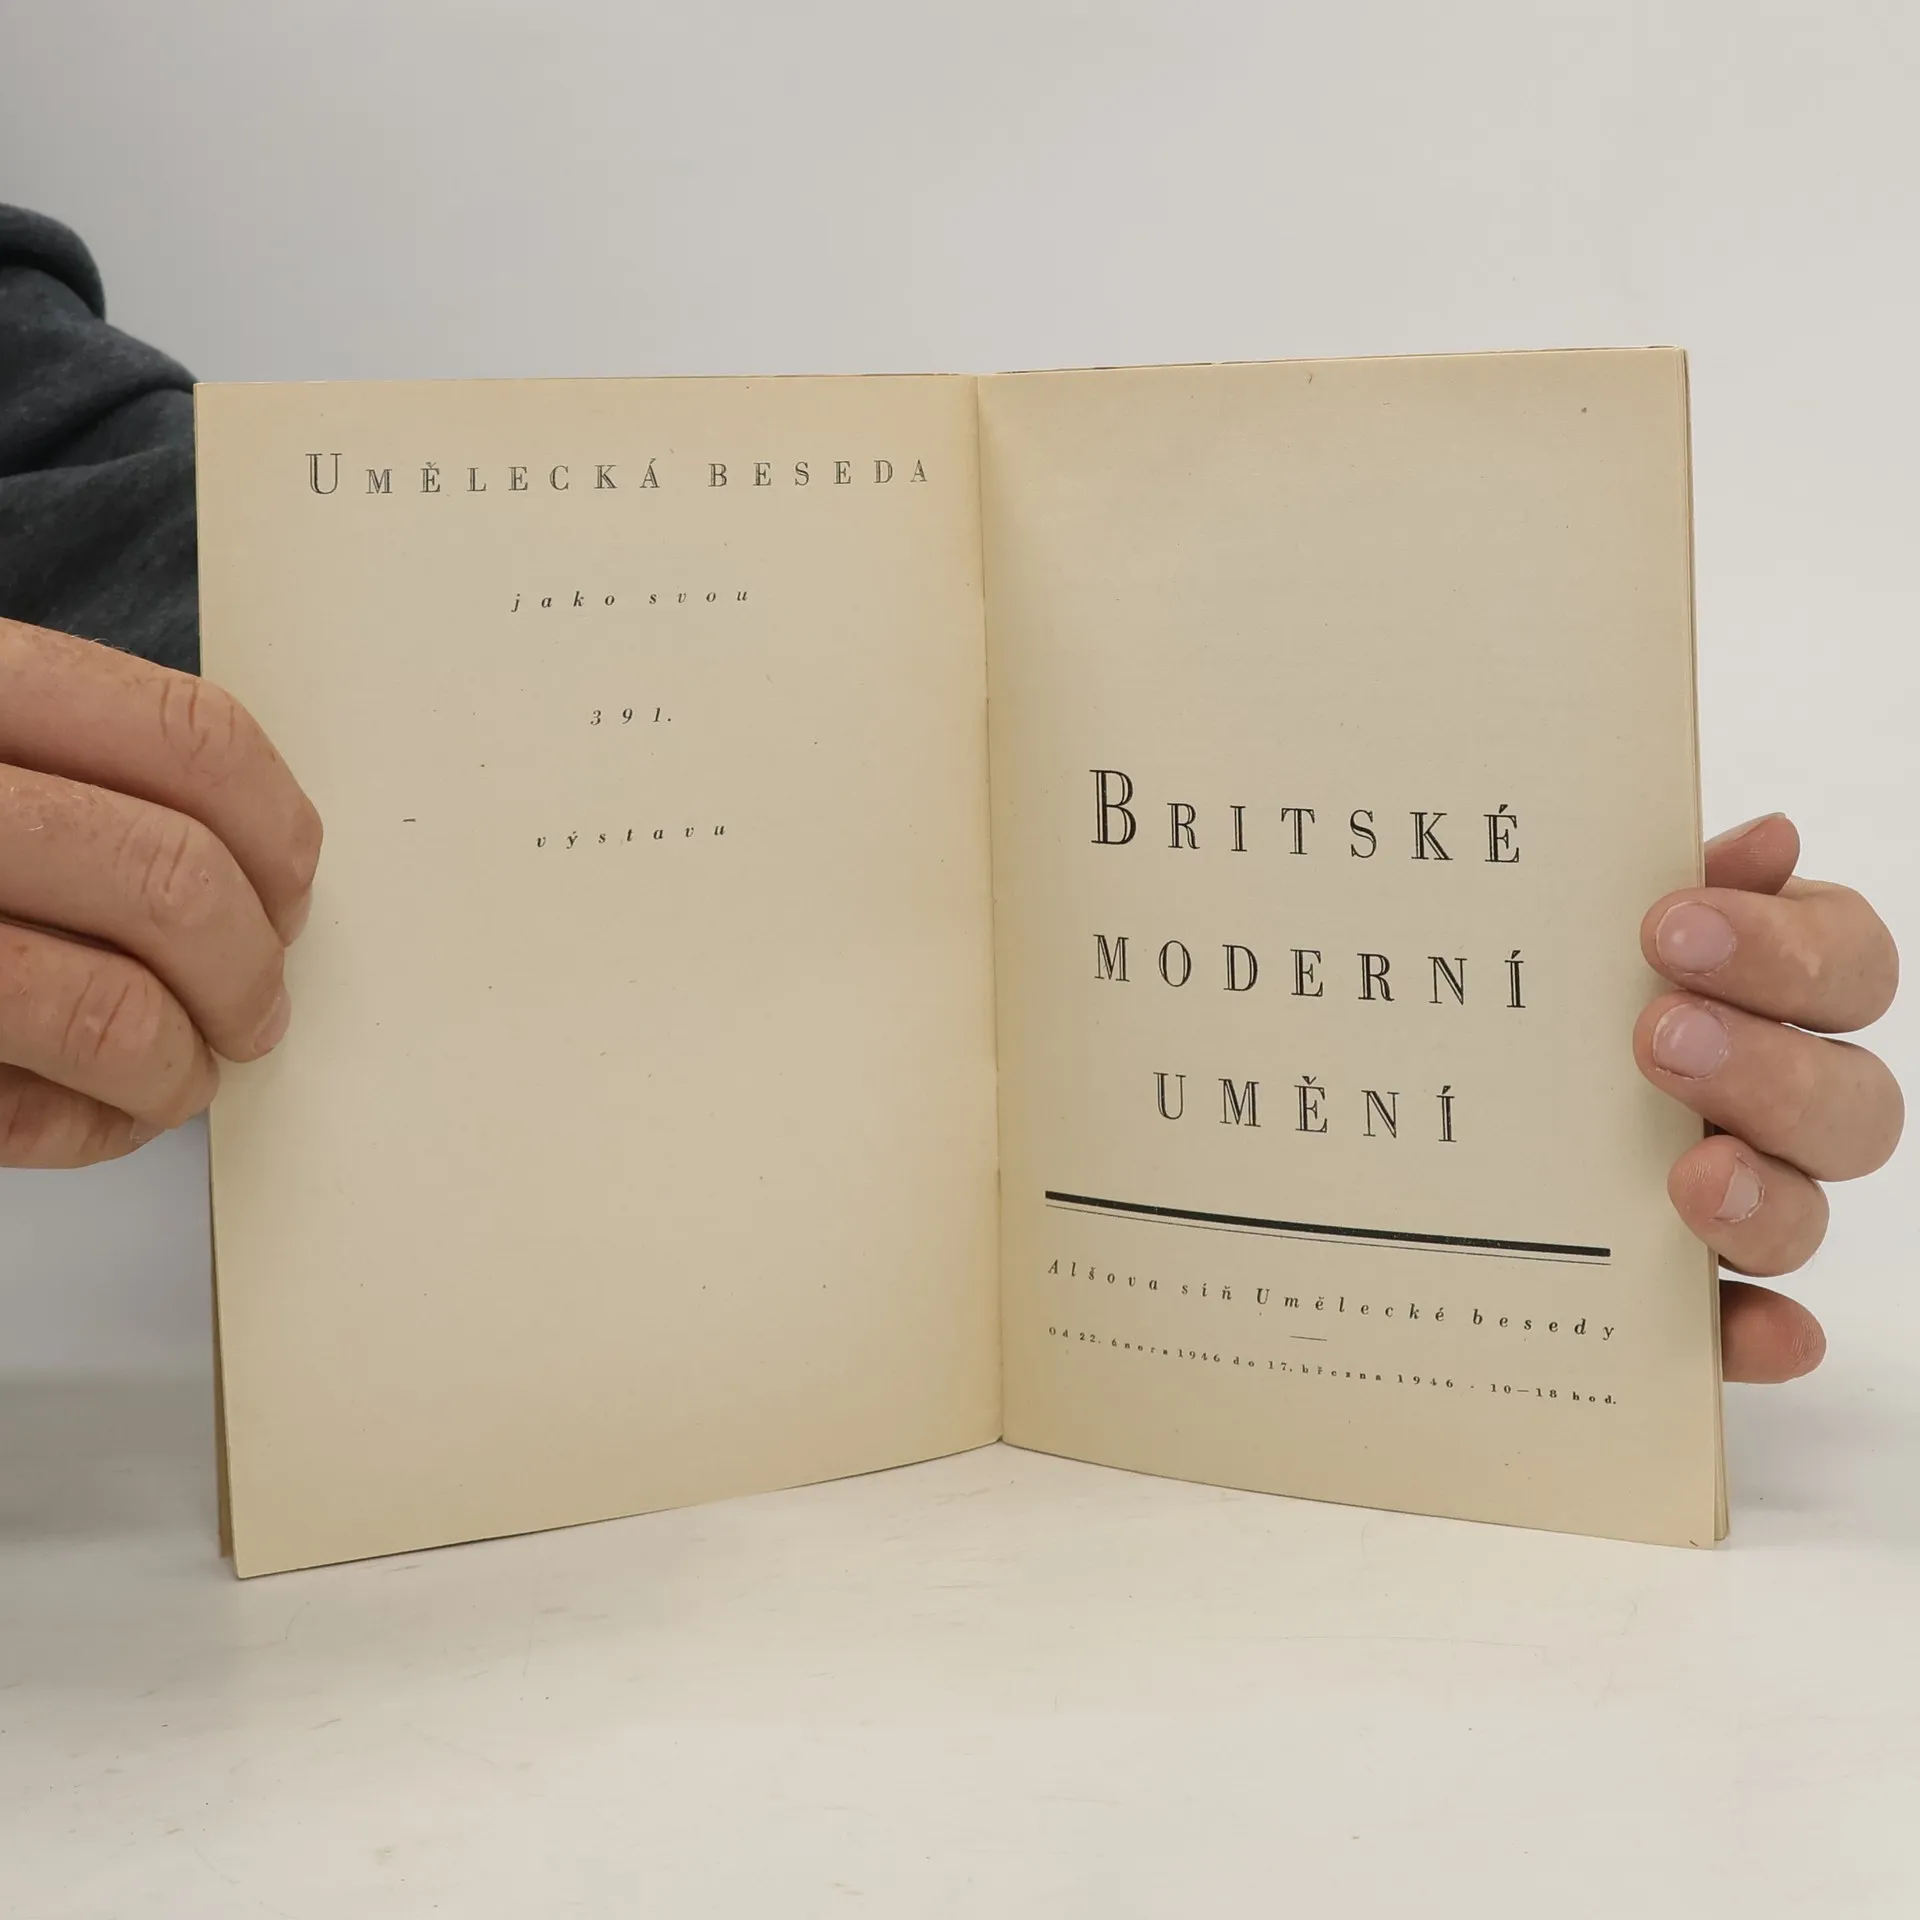 UMĚLECKÁ BESEDA
jako svou
391.
výstavu
BRITSKÉ
MODERNÍ
UMĚNÍ
Alšova síň Umělecké besedy
Od 22. února 1946 do 17. března 1946 . 10—18 hod.